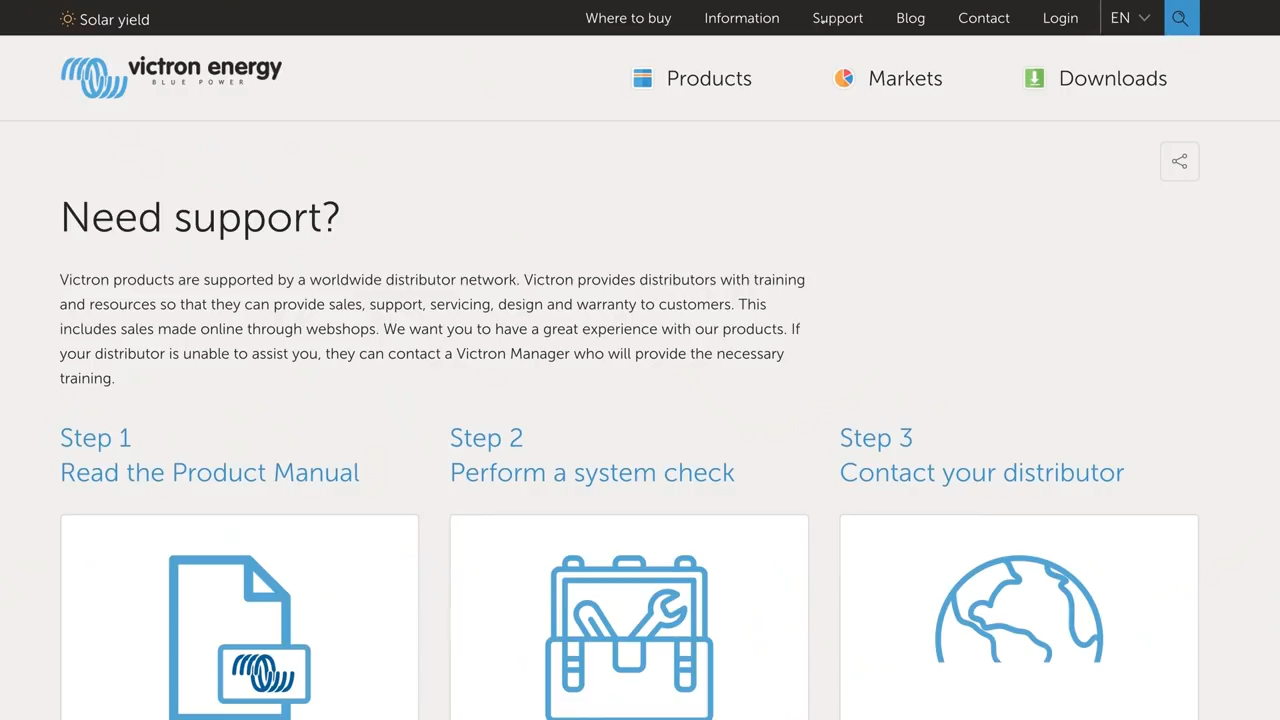 Solar yield
Where to buy
Information
Support
Blog
Contact
Login
EN
victron energy
BLUE POWER
Products
Markets
Downloads
Need support?
Victron products are supported by a worldwide distributor network. Victron provides distributors with training
and resources so that they can provide sales, support, servicing, design and warranty to customers. This
includes sales made online through webshops. We want you to have a great experience with our products. If
your distributor is unable to assist you, they can contact a Victron Manager who will provide the necessary
training.
Step 1
Read the Product Manual
Step 2
Perform a system check
Step 3
Contact your distributor